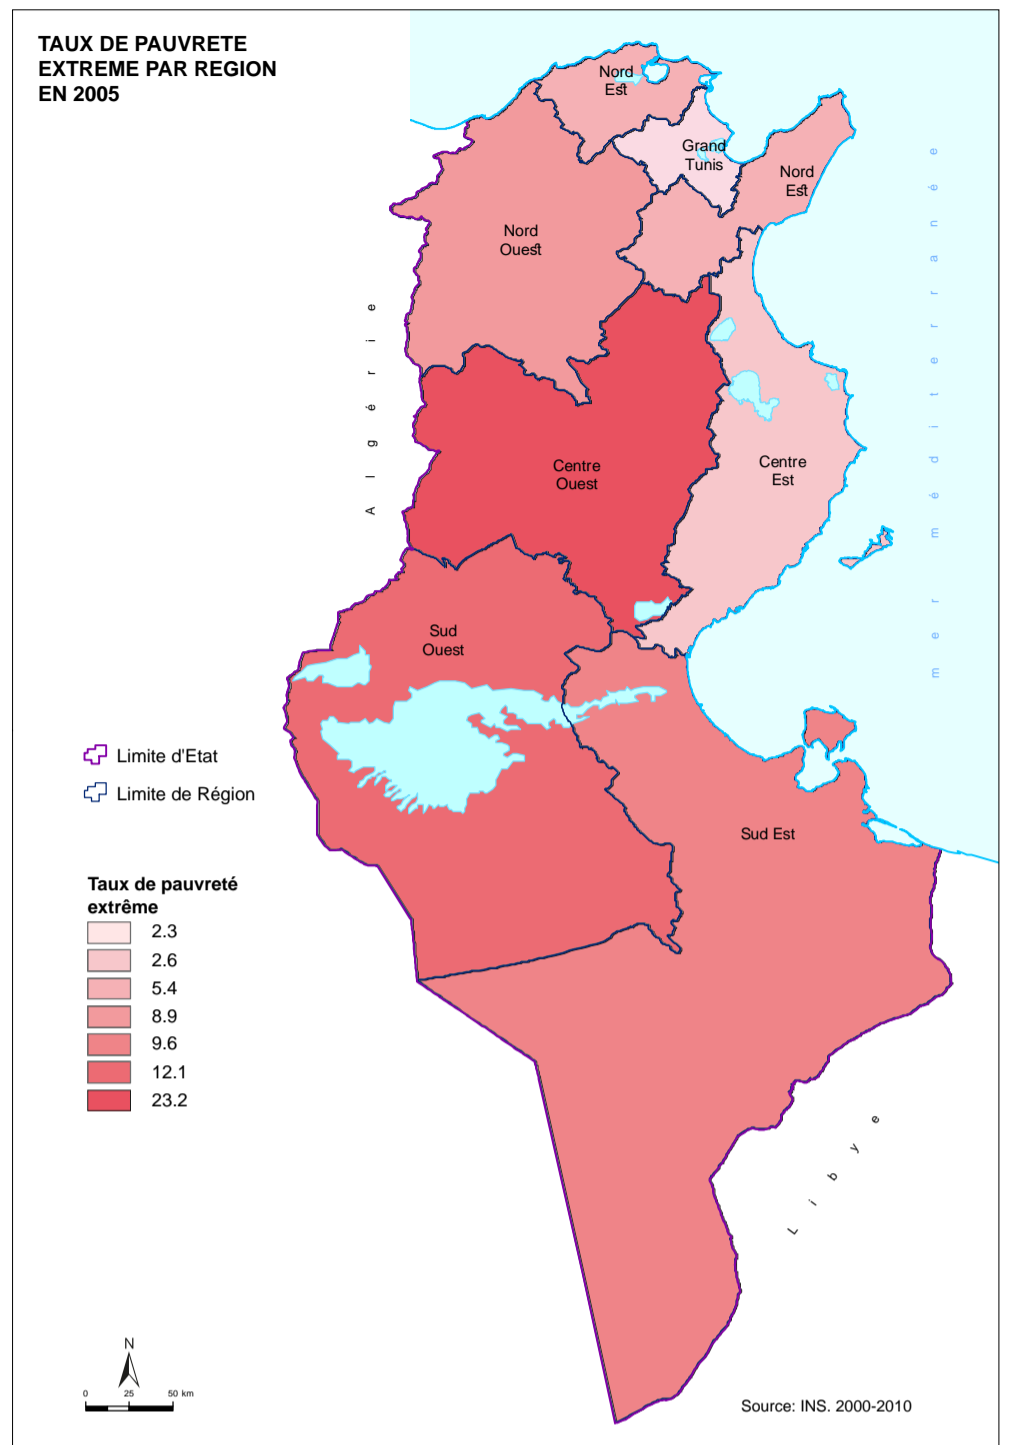 TAUX DE PAUVRETE
EXTREME PAR REGION
EN 2005
Nord
Est
Grand
Tunis
Nord
Est
Nord
Ouest
Algérie
mer méditerranée
Centre
Ouest
Centre
Est
Sud
Ouest
Sud Est
Limite d'Etat
Limite de Région
Taux de pauvreté
extrême
2.3
2.6
5.4
8.9
9.6
12.1
23.2
Libye
N
0 25 50 km
Source: INS. 2000-2010